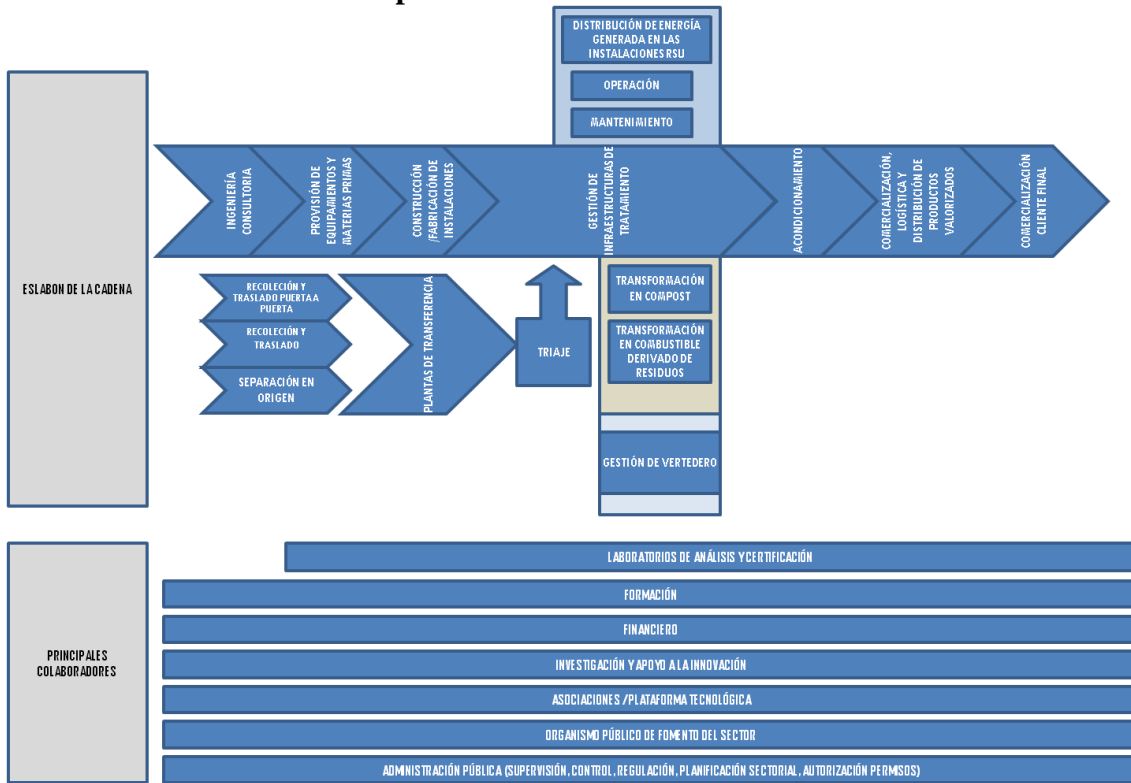 DISTRIBUCIÓN DE ENERGÍA
GENERADA EN LAS
INSTALACIONES RSU
OPERACIÓN
MANTENIMIENTO
ESLABON DE LA CADENA
INGENIERÍA
CONSULTORIA
PROVISIÓN DE
EQUIPAMIENTOS Y
MATERIAS PRIMAS
CONSTRUCCIÓN
/FABRICACIÓN DE
INSTALACIONES
GESTIÓN DE
INFRAESTRUCTURAS DE
TRATAMIENTO
ACONDICIONAMIENTO
COMERCIALIZACIÓN,
LOGÍSTICA Y
DISTRIBUCIÓN DE
PRODUCTOS
VALORIZADOS
COMERCIALIZACIÓN
CLIENTE FINAL
RECOLECIÓN Y
TRASLADO PUERTA A
PUERTA
RECOLECIÓN Y
TRASLADO
SEPARACIÓN EN
ORIGEN
PLANTAS DE TRANSFERENCIA
TRIAJE
TRANSFORMACIÓN
EN COMPOST
TRANSFORMACIÓN
EN COMBUSTIBLE
DERIVADO DE
RESIDUOS
GESTIÓN DE VERTEDERO
PRINCIPALES
COLABORADORES
LABORATORIOS DE ANÁLISIS Y CERTIFICACIÓN
FORMACIÓN
FINANCIERO
INVESTIGACIÓN Y APOYO A LA INNOVACIÓN
ASOCIACIONES /PLATAFORMA TECNOLÓGICA
ORGANISMO PÚBLICO DE FOMENTO DEL SECTOR
ADMINISTRACIÓN PÚBLICA (SUPERVISIÓN, CONTROL, REGULACIÓN, PLANIFICACIÓN SECTORIAL, AUTORIZACIÓN PERMISOS)